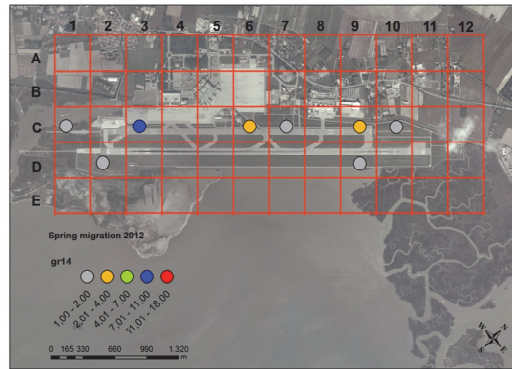 1 2 3 4 5 6 7 8 9 10 11 12
A
B
C
D
E
Spring migration 2012
gr14
1,00 - 2,00
2,01 - 4,00
4,01 - 7,00
7,01 - 11,00
11,01 - 18,00
0 165 330 660 990 1.320
m
N
E
S
W